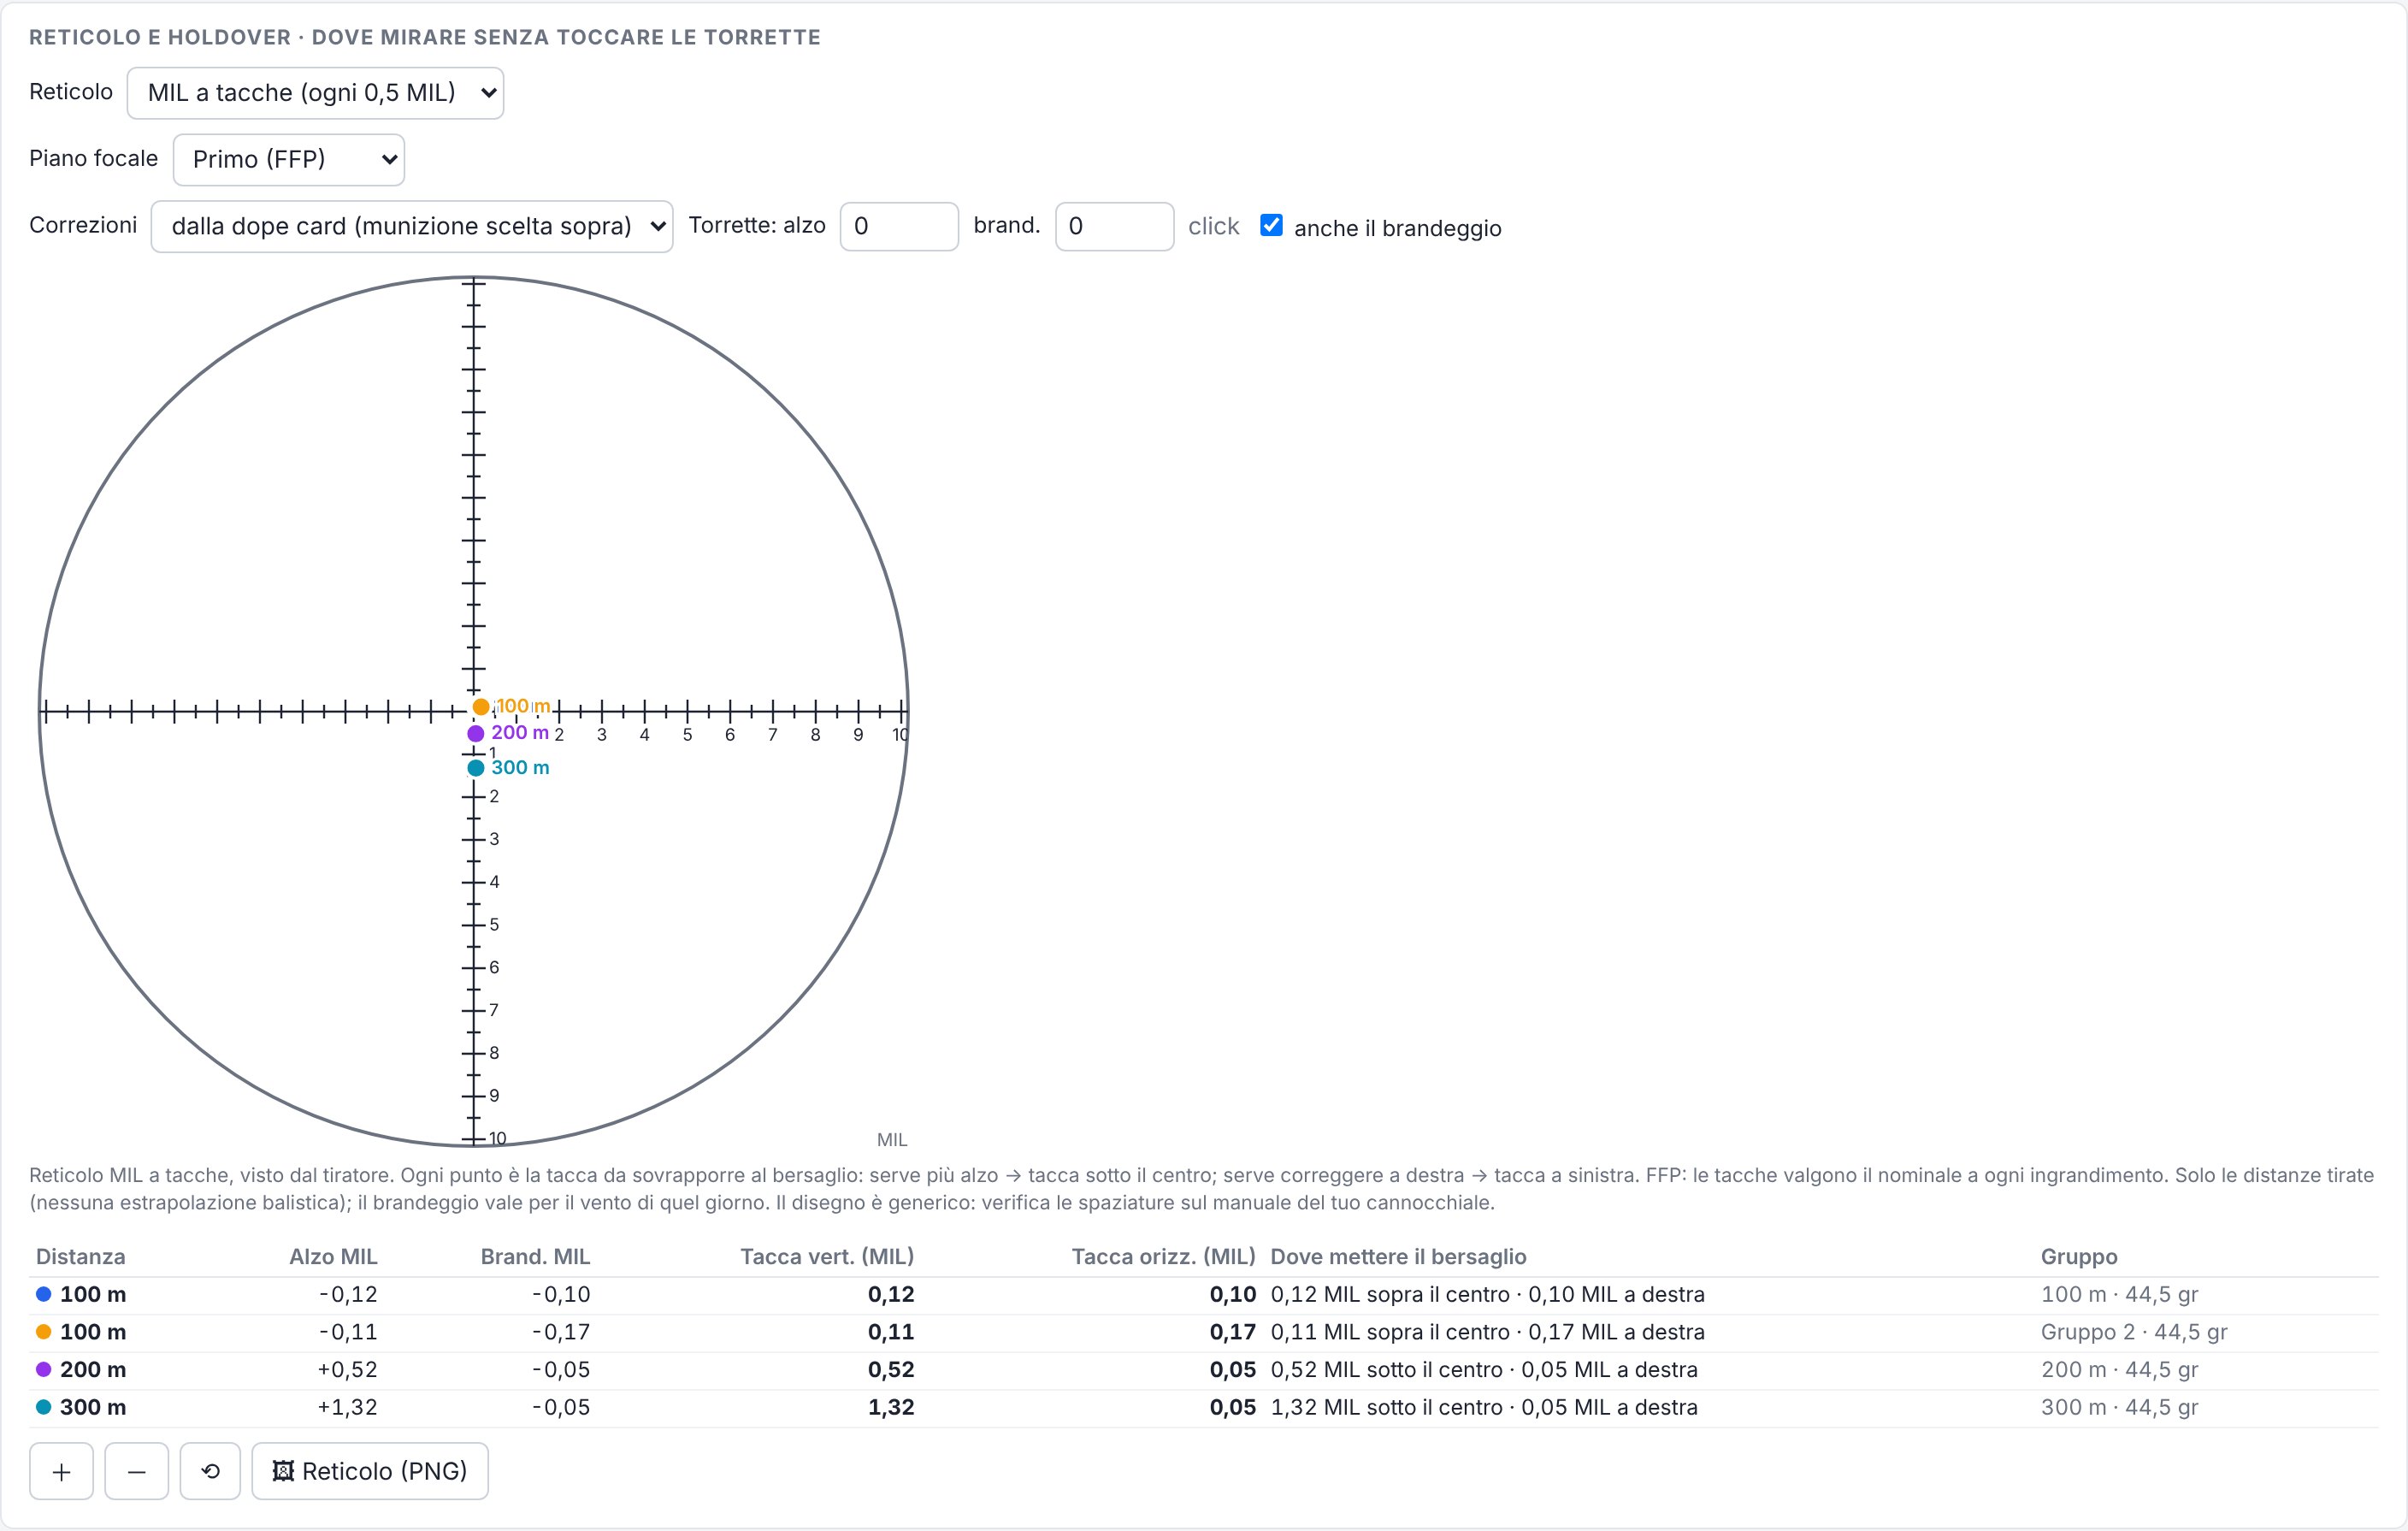 RETICOLO E HOLDOVER · DOVE MIRARE SENZA TOCCARE LE TORRETTE
Reticolo MIL a tacche (ogni 0,5 MIL)
Piano focale Primo (FFP)
Correzioni dalla dope card (munizione scelta sopra) Torrette: alzo 0 brand. 0 click anche il brandeggio
100 m
200 m 2 3 4 5 6 7 8 9 10
1
300 m
2
3
4
5
6
7
8
9
10 MIL
Reticolo MIL a tacche, visto dal tiratore. Ogni punto è la tacca da sovrapporre al bersaglio: serve più alzo → tacca sotto il centro; serve correggere a destra → tacca a sinistra. FFP: le tacche valgono il nominale a ogni ingrandimento. Solo le distanze tirate
(nessuna estrapolazione balistica); il brandeggio vale per il vento di quel giorno. Il disegno è generico: verifica le spaziature sul manuale del tuo cannocchiale.
Distanza Alzo MIL Brand. MIL Tacca vert. (MIL) Tacca orizz. (MIL) Dove mettere il bersaglio Gruppo
100 m -0,12 -0,10 0,12 0,10 0,12 MIL sopra il centro · 0,10 MIL a destra 100 m · 44,5 gr
100 m -0,11 -0,17 0,11 0,17 0,11 MIL sopra il centro · 0,17 MIL a destra Gruppo 2 · 44,5 gr
200 m +0,52 -0,05 0,52 0,05 0,52 MIL sotto il centro · 0,05 MIL a destra 200 m · 44,5 gr
300 m +1,32 -0,05 1,32 0,05 1,32 MIL sotto il centro · 0,05 MIL a destra 300 m · 44,5 gr
+ − ⟲ Reticolo (PNG)